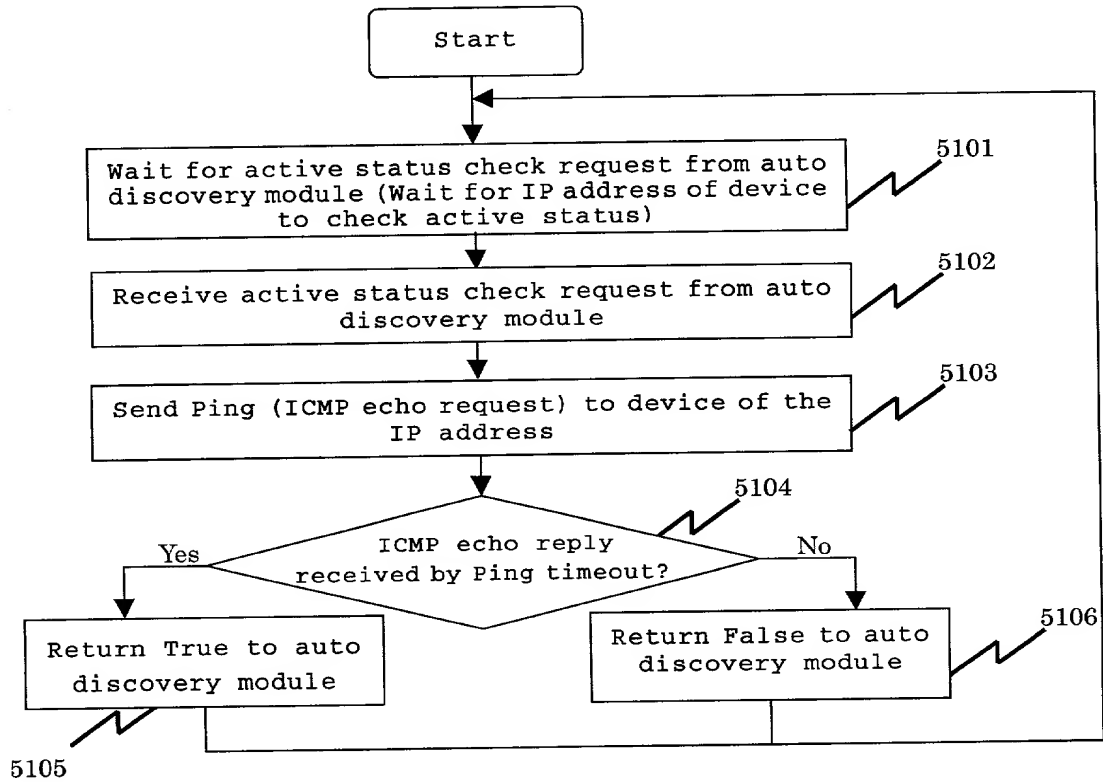 Start
Wait for active status check request from auto
discovery module (Wait for IP address of device
to check active status)
5101
Receive active status check request from auto
discovery module
5102
Send Ping (ICMP echo request) to device of the
IP address
5103
ICMP echo reply
received by Ping timeout?
5104
Yes
No
Return True to auto
discovery module
5105
Return False to auto
discovery module
5106